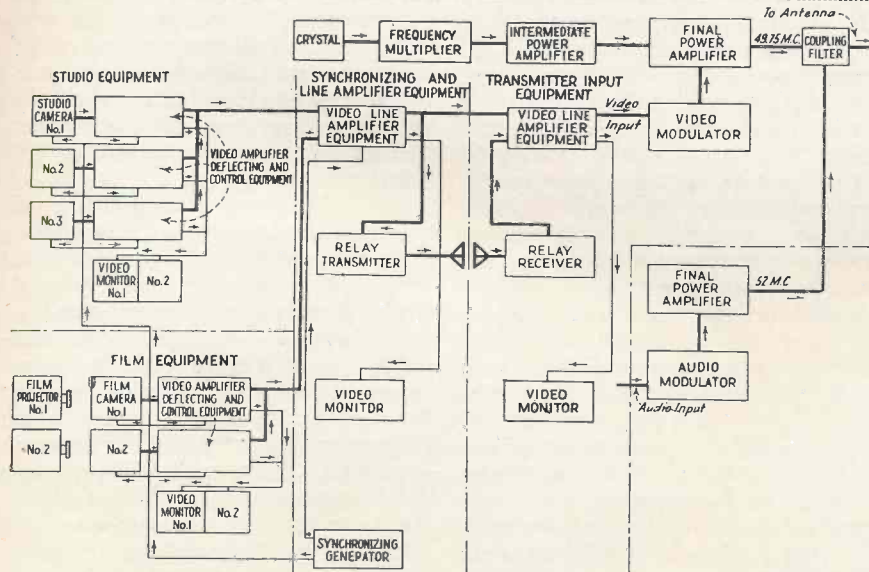 To Antenna
CRYSTAL
FREQUENCY
MULTIPLIER
INTERMEDIATE
POWER
AMPLIFIER
FINAL
POWER
AMPLIFIER
49.75 M.C.
COUPLING
FILTER
STUDIO EQUIPMENT
SYNCHRONIZING AND
LINE AMPLIFIER EQUIPMENT
TRANSMITTER INPUT
EQUIPMENT
STUDIO
CAMERA
No.1
VIDEO LINE
AMPLIFIER
EQUIPMENT
VIDEO LINE
AMPLIFIER
EQUIPMENT
Video
Input
VIDEO
MODULATOR
No.2
VIDEO AMPLIFIER
DEFLECTING AND
CONTROL EQUIPMENT
No.3
VIDEO
MONITOR
No.1
No.2
RELAY
TRANSMITTER
RELAY
RECEIVER
FINAL
POWER
AMPLIFIER
52 M.C
FILM EQUIPMENT
FILM
PROJECTOR
No.1
FILM
CAMERA
No.1
VIDEO AMPLIFIER
DEFLECTING AND
CONTROL EQUIPMENT
VIDEO
MONITOR
VIDEO
MONITOR
AUDIO
MODULATOR
Audio Input
No.2
No.2
VIDEO
MONITOR
No.1
No.2
SYNCHRONIZING
GENERATOR